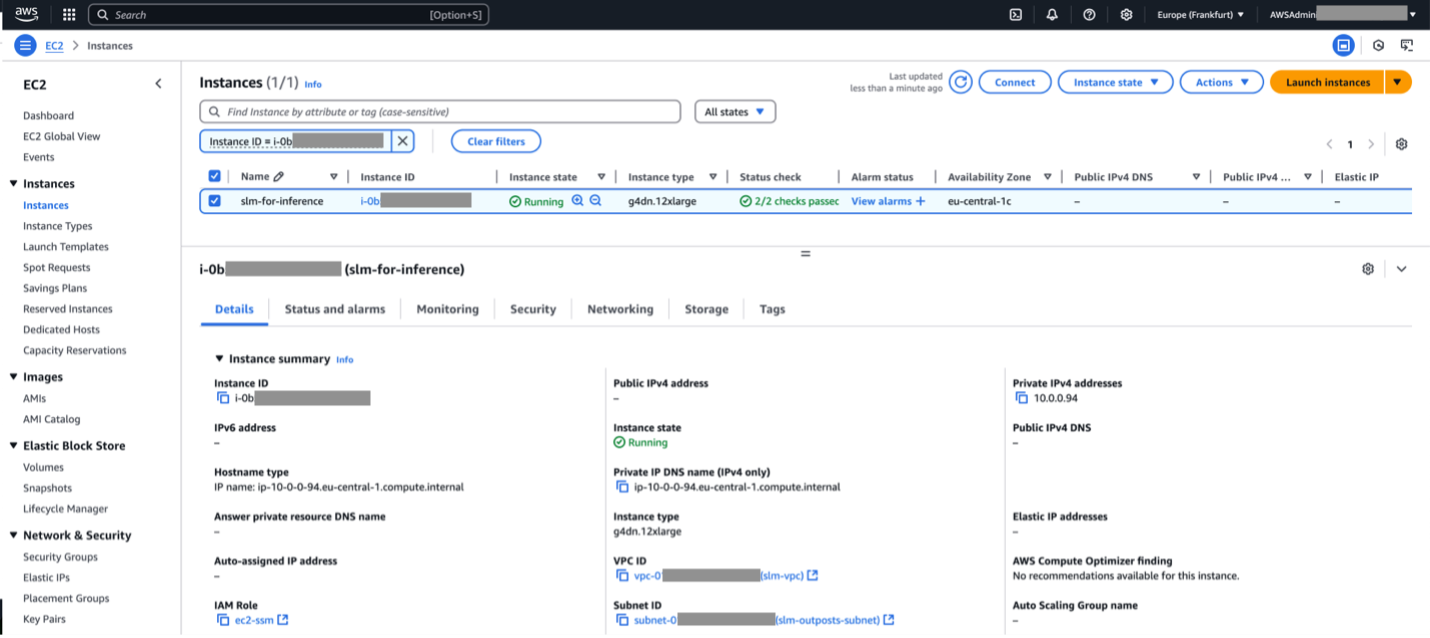 aws
Search [Option+S] Europe (Frankfurt) AWSAdmin
EC2 > Instances
EC2
Dashboard
EC2 Global View
Events
Instances
Instances
Instance Types
Launch Templates
Spot Requests
Savings Plans
Reserved Instances
Dedicated Hosts
Capacity Reservations
Images
AMIs
AMI Catalog
Elastic Block Store
Volumes
Snapshots
Lifecycle Manager
Network & Security
Security Groups
Elastic IPs
Placement Groups
Key Pairs
Instances (1/1) Info
Last updated
less than a minute ago
Connect Instance state Actions Launch instances
Find Instance by attribute or tag (case-sensitive) All states
Instance ID = i-0b Clear filters
1
Name Instance ID Instance state Instance type Status check Alarm status Availability Zone Public IPv4 DNS Public IPv4 ... Elastic IP
slm-for-inference i-0b Running g4dn.12xlarge 2/2 checks passec View alarms + eu-central-1c – – –
i-0b (slm-for-inference)
Details Status and alarms Monitoring Security Networking Storage Tags
Instance summary Info
Instance ID
i-0b
IPv6 address
–
Hostname type
IP name: ip-10-0-0-94.eu-central-1.compute.internal
Answer private resource DNS name
–
Auto-assigned IP address
–
IAM Role
ec2-ssm
Public IPv4 address
–
Instance state
Running
Private IP DNS name (IPv4 only)
ip-10-0-0-94.eu-central-1.compute.internal
Instance type
g4dn.12xlarge
VPC ID
vpc-0 (slm-vpc)
Subnet ID
subnet-0 (slm-outposts-subnet)
Private IPv4 addresses
10.0.0.94
Public IPv4 DNS
–
Elastic IP addresses
–
AWS Compute Optimizer finding
No recommendations available for this instance.
Auto Scaling Group name
–